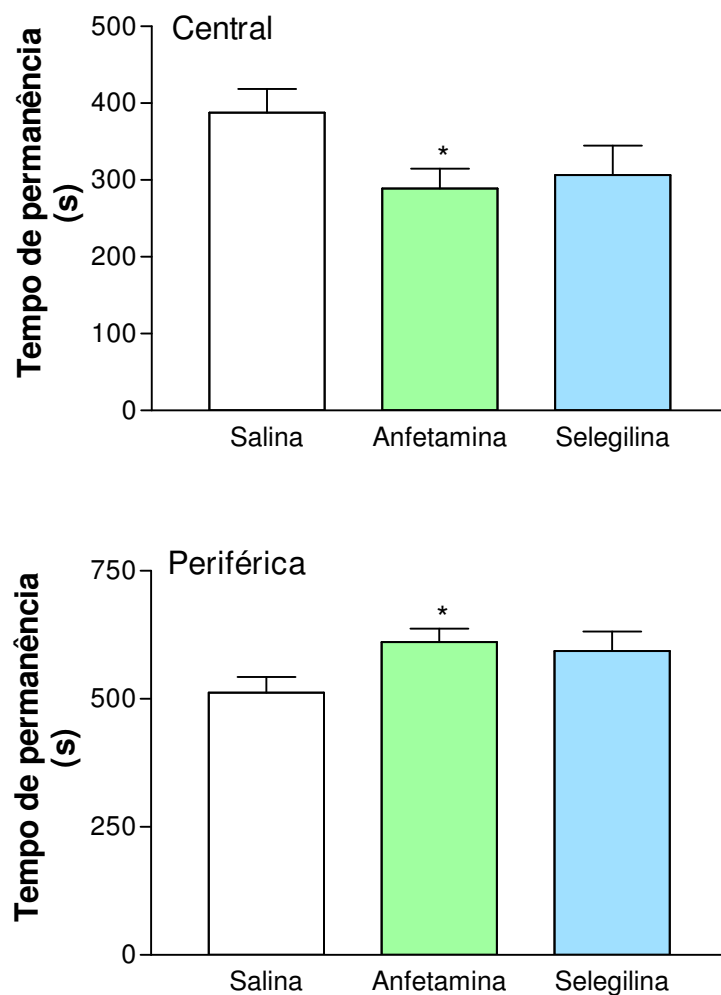 Central
Tempo de permanência
(s)
500
400
300
200
100
0
*
Salina
Anfetamina
Selegilina
Periférica
Tempo de permanência
(s)
750
500
250
0
*
Salina
Anfetamina
Selegilina